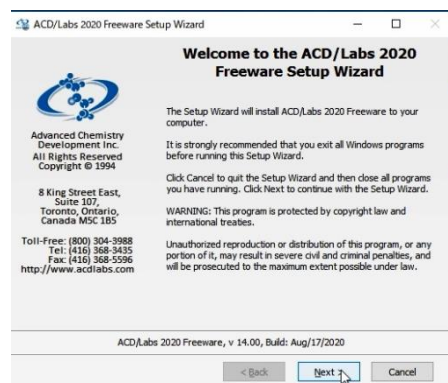 ACD/Labs 2020 Freeware Setup Wizard
Welcome to the ACD/Labs 2020
Freeware Setup Wizard
The Setup Wizard will install ACD/Labs 2020 Freeware to your
computer.
It is strongly recommended that you exit all Windows programs
before running this Setup Wizard.
Click Cancel to quit the Setup Wizard and then close all programs
you have running. Click Next to continue with the Setup Wizard.
WARNING: This program is protected by copyright law and
international treaties.
Unauthorized reproduction or distribution of this program, or any
portion of it, may result in severe civil and criminal penalties, and
will be prosecuted to the maximum extent possible under law.
Advanced Chemistry
Development Inc.
All Rights Reserved
Copyright © 1994
8 King Street East,
Suite 107,
Toronto, Ontario,
Canada M5C 1B5
Toll-Free: (800) 304-3988
Tel: (416) 368-3435
Fax: (416) 368-5596
http://www.acdlabs.com
ACD/Labs 2020 Freeware, v 14.00, Build: Aug/17/2020
< Back
Next >
Cancel